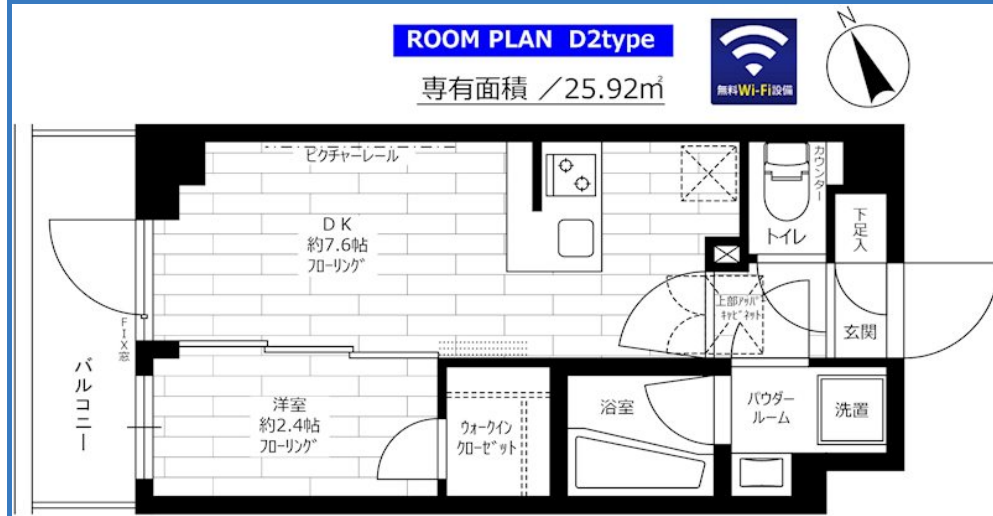 ROOM PLAN D2type
専有面積 ／25.92㎡
無料Wi-Fi設備
N
ピクチャーレール
DK
約7.6帖
フローリング
カウンター
トイレ
下足入
上部アッパー
キャビネット
玄関
FIX窓
バルコニー
洋室
約2.4帖
フローリング
ウォークイン
クローゼット
浴室
パウダー
ルーム
洗置